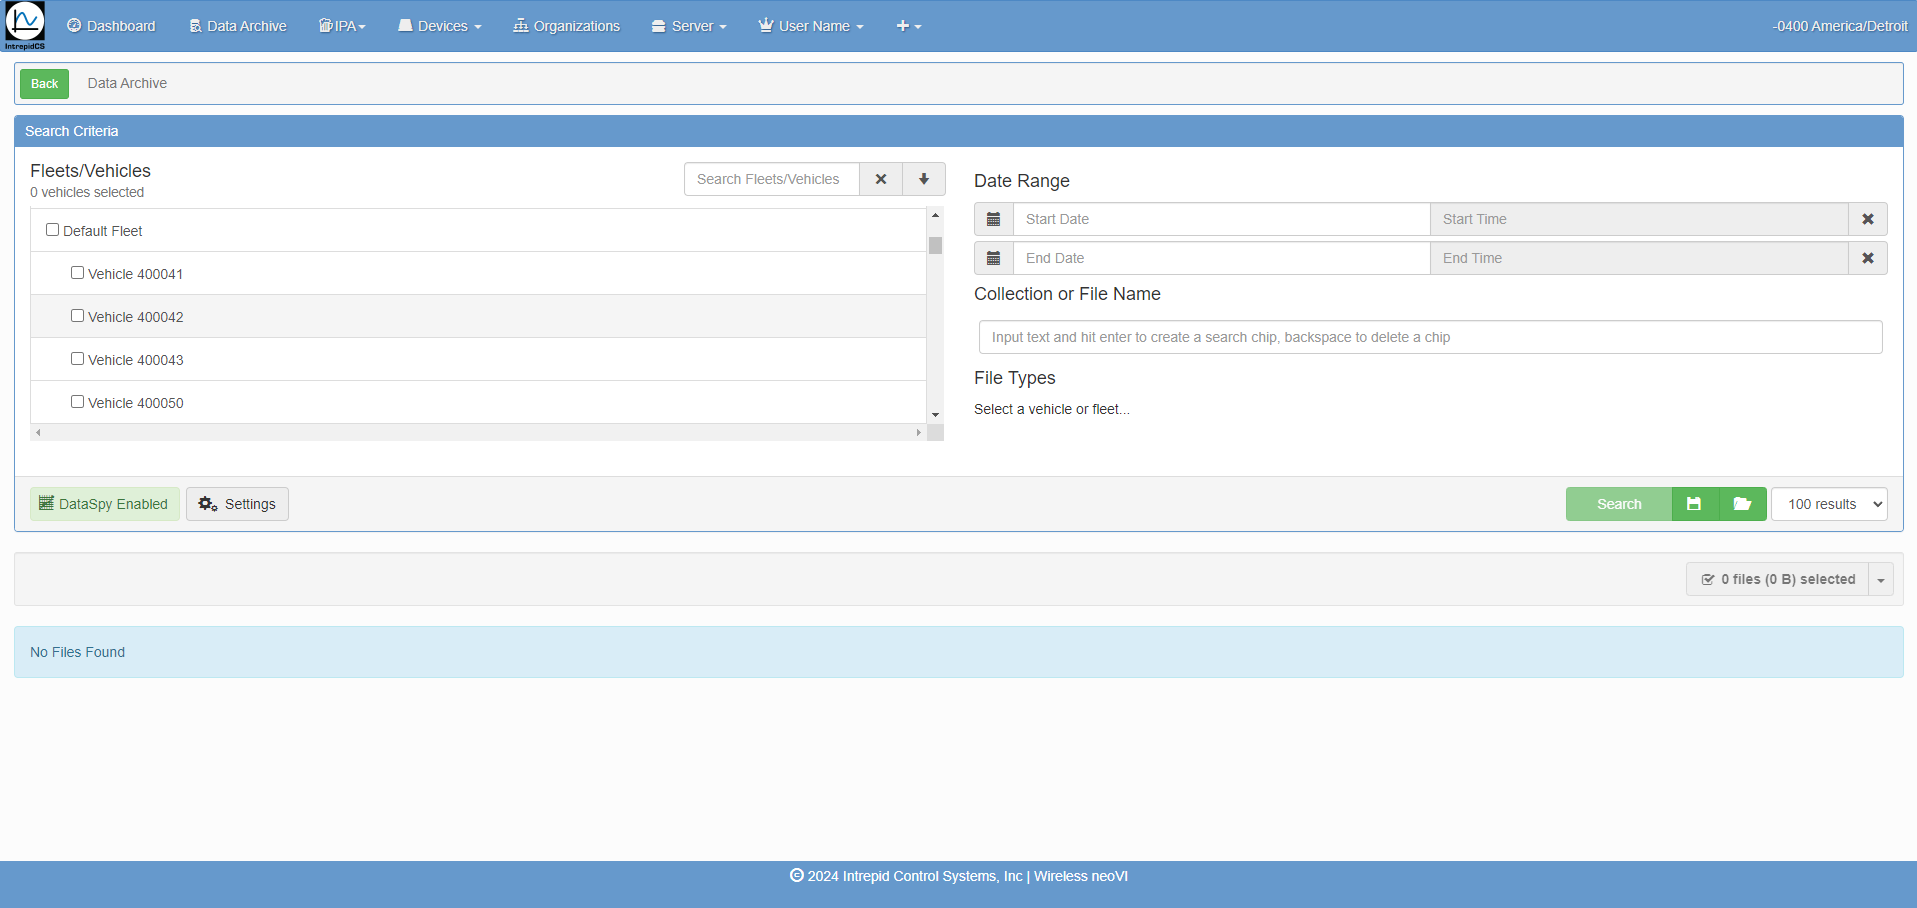 IntrepidCS
Dashboard
Data Archive
IPA
Devices
Organizations
Server
User Name
-0400 America/Detroit
Back
Data Archive
Search Criteria
Fleets/Vehicles
0 vehicles selected
Search Fleets/Vehicles
Default Fleet
Vehicle 400041
Vehicle 400042
Vehicle 400043
Vehicle 400050
Date Range
Start Date
Start Time
End Date
End Time
Collection or File Name
Input text and hit enter to create a search chip, backspace to delete a chip
File Types
Select a vehicle or fleet...
DataSpy Enabled
Settings
Search
100 results
0 files (0 B) selected
No Files Found
© 2024 Intrepid Control Systems, Inc | Wireless neoVI